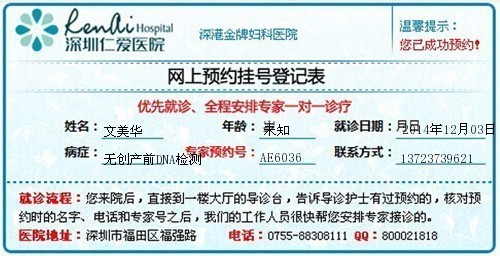 RenAi Hospital
深圳仁爱医院
深港金牌妇科医院
温馨提示:
您已成功预约!
网上预约挂号登记表
优先就诊、全程安排专家一对一诊疗
姓名: 文美华 年龄: 未知 就诊日期: 2014年12月03日
病症: 无创产前DNA检测 专家预约号: AE6036 联系方式: 13723739621
就诊流程: 您来院后,直接到一楼大厅的导诊台,告诉导诊护士有过预约的,核对预
约时的名字、电话和专家号之后,我们的工作人员很快帮您安排专家接诊的。
医院地址: 深圳市福田区福强路 电话: 0755-88308111 QQ: 800021818